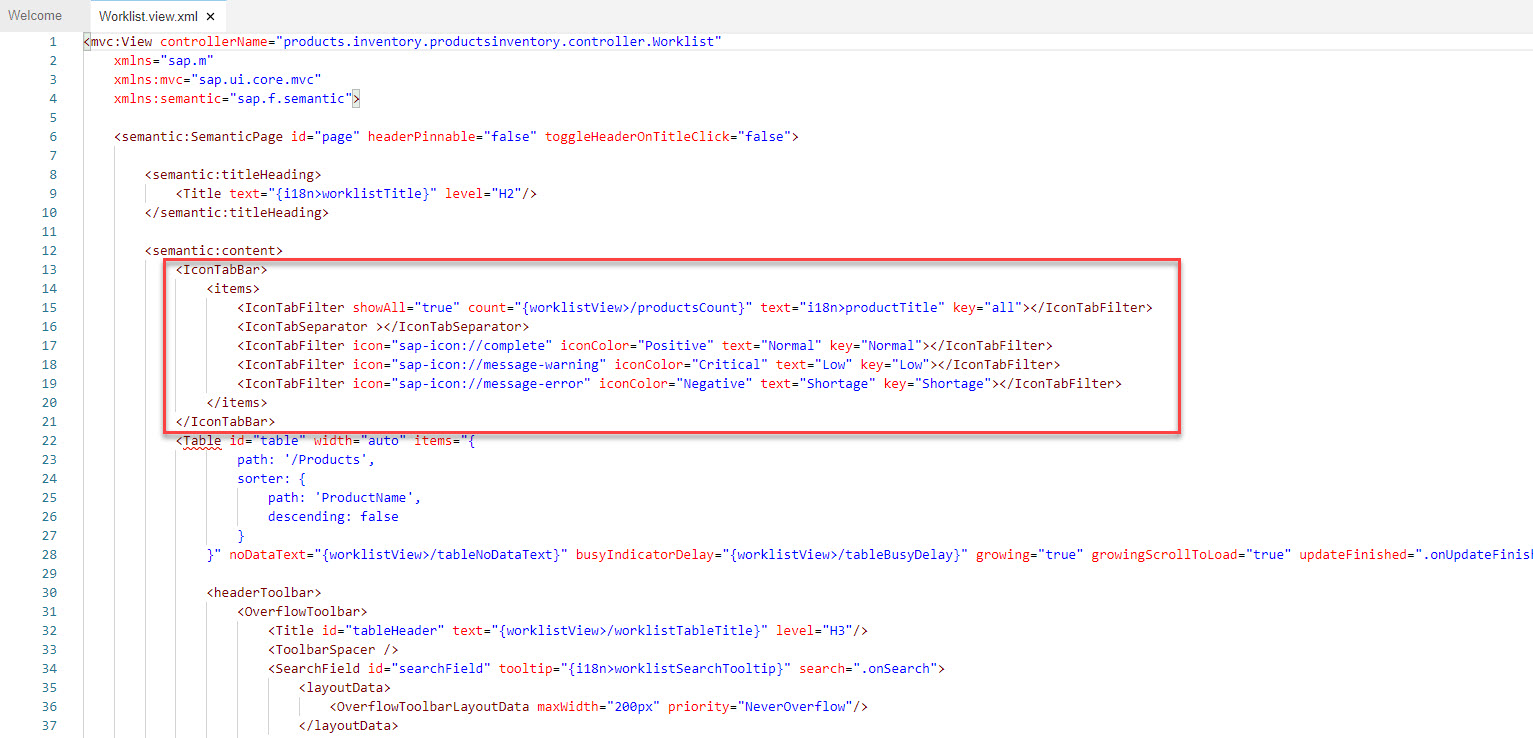 Welcome
Worklist.view.xml ×
1 <mvc:View controllerName="products.inventory.productsinventory.controller.Worklist"
2 xmlns="sap.m"
3 xmlns:mvc="sap.ui.core.mvc"
4 xmlns:semantic="sap.f.semantic">
5
6 <semantic:SemanticPage id="page" headerPinnable="false" toggleHeaderOnTitleClick="false">
7
8 <semantic:titleHeading>
9 <Title text="{i18n>worklistTitle}" level="H2"/>
10 </semantic:titleHeading>
11
12 <semantic:content>
13 <IconTabBar>
14 <items>
15 <IconTabFilter showAll="true" count="{worklistView>/productsCount}" text="i18n>productTitle" key="all"></IconTabFilter>
16 <IconTabSeparator ></IconTabSeparator>
17 <IconTabFilter icon="sap-icon://complete" iconColor="Positive" text="Normal" key="Normal"></IconTabFilter>
18 <IconTabFilter icon="sap-icon://message-warning" iconColor="Critical" text="Low" key="Low"></IconTabFilter>
19 <IconTabFilter icon="sap-icon://message-error" iconColor="Negative" text="Shortage" key="Shortage"></IconTabFilter>
20 </items>
21 </IconTabBar>
22 <Table id="table" width="auto" items="{
23 path: '/Products',
24 sorter: {
25 path: 'ProductName',
26 descending: false
27 }
28 }" noDataText="{worklistView>/tableNoDataText}" busyIndicatorDelay="{worklistView>/tableBusyDelay}" growing="true" growingScrollToLoad="true" updateFinished=".onUpdateFinish
29
30 <headerToolbar>
31 <OverflowToolbar>
32 <Title id="tableHeader" text="{worklistView>/worklistTableTitle}" level="H3"/>
33 <ToolbarSpacer />
34 <SearchField id="searchField" tooltip="{i18n>worklistSearchTooltip}" search=".onSearch">
35 <layoutData>
36 <OverflowToolbarLayoutData maxWidth="200px" priority="NeverOverflow"/>
37 </layoutData>